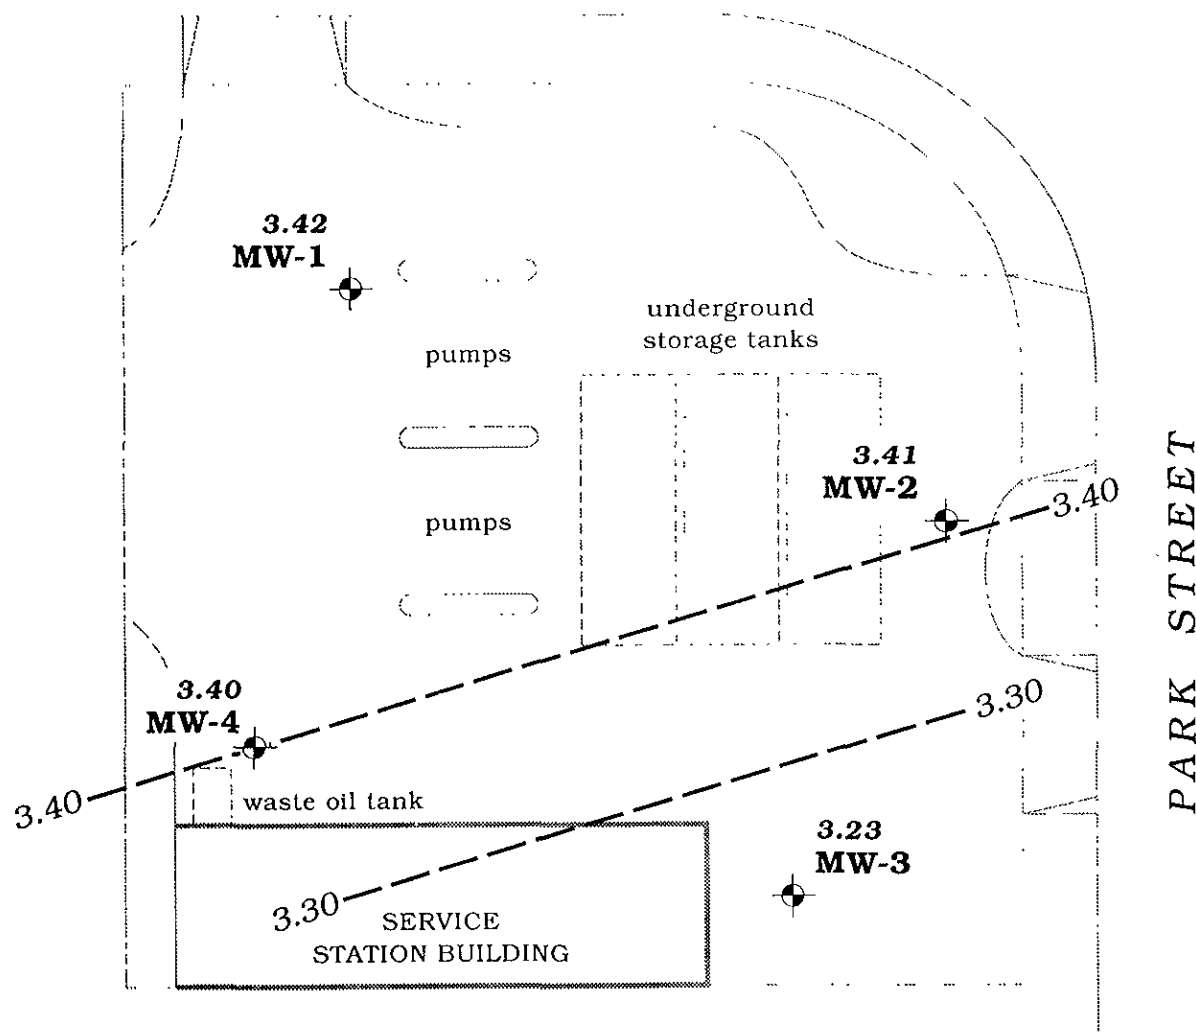 3.42
MW-1
underground
storage tanks
pumps
3.41
MW-2
3.40
pumps
PARK STREET
3.40
MW-4
3.30
3.40
waste oil tank
3.23
MW-3
3.30
SERVICE
STATION BUILDING